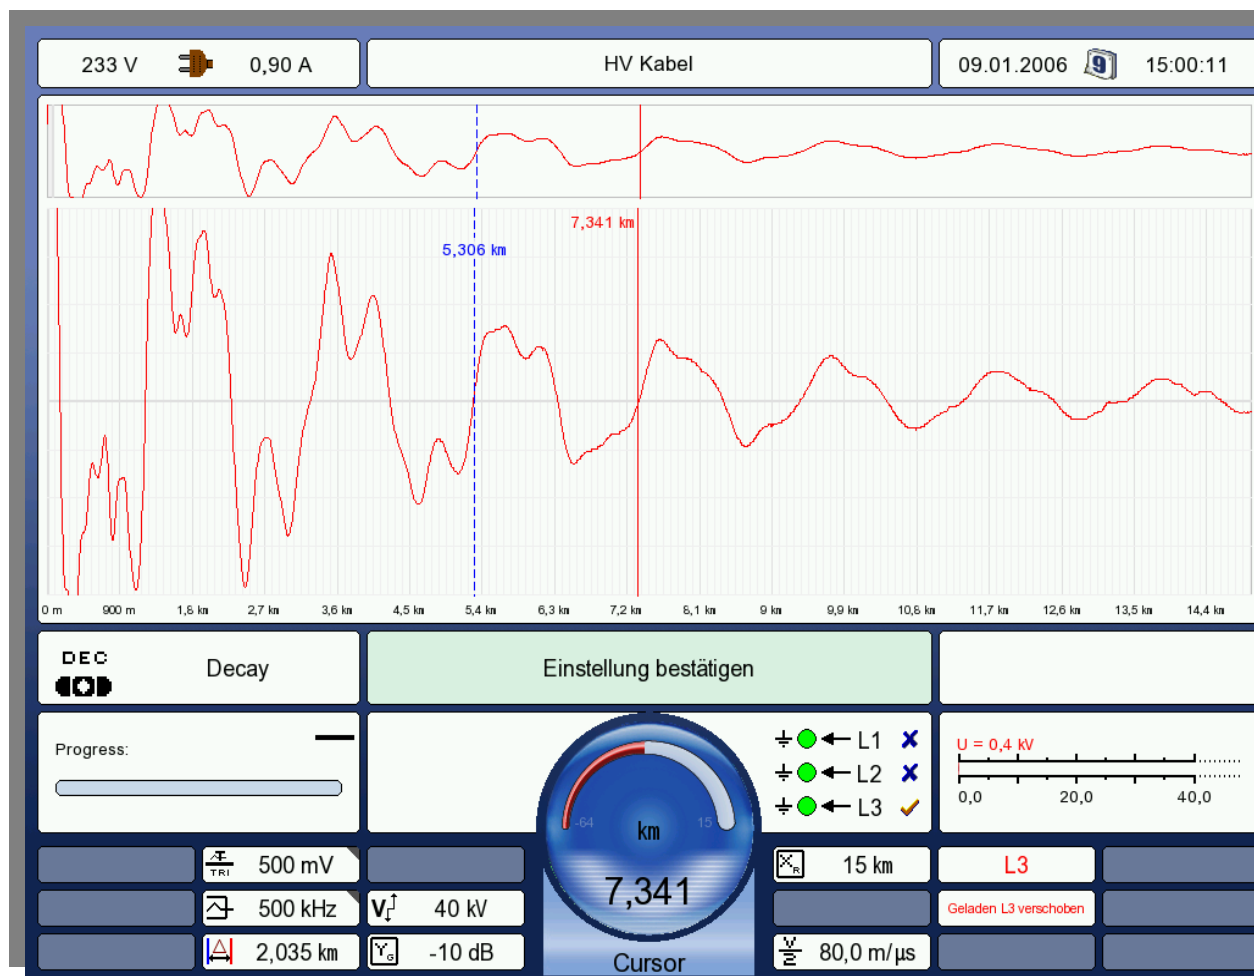 233 V 0,90 A
HV Kabel
09.01.2006 9 15:00:11
7,341 km
5,306 km
0 m 900 m 1,8 km 2,7 km 3,6 km 4,5 km 5,4 km 6,3 km 7,2 km 8,1 km 9 km 9,9 km 10,8 km 11,7 km 12,6 km 13,5 km 14,4 km
DEC
Decay
Einstellung bestätigen
Progress:
L1
L2
L3
U = 0,4 kV
0,0 20,0 40,0
-64 15
km
7,341
Cursor
TRI 500 mV
500 kHz
2,035 km
V 40 kV
YG -10 dB
XR 15 km
V/2 80,0 m/µs
L3
Geladen L3 verschoben